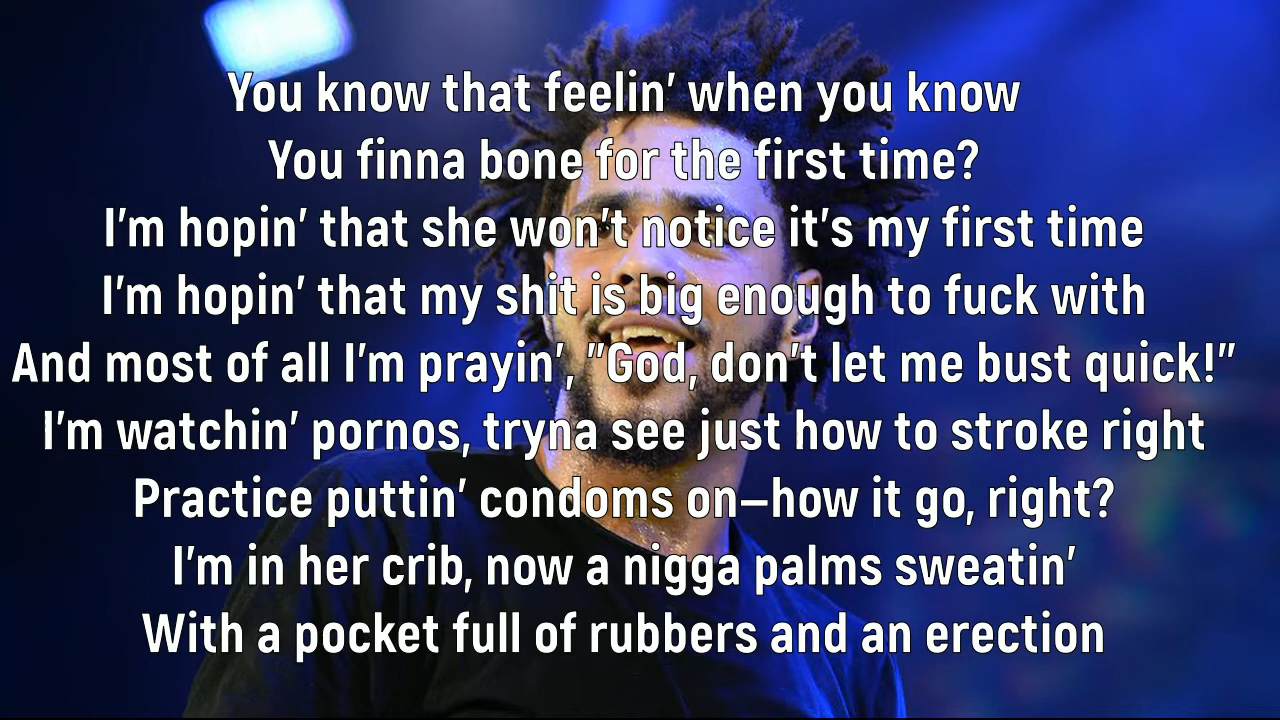 You know that feelin' when you know
You finna bone for the first time?
I'm hopin' that she won't notice it's my first time
I'm hopin' that my shit is big enough to fuck with
And most of all I'm prayin', "God, don't let me bust quick!"
I'm watchin' pornos, tryna see just how to stroke right
Practice puttin' condoms on—how it go, right?
I'm in her crib, now a nigga palms sweatin'
With a pocket full of rubbers and an erection